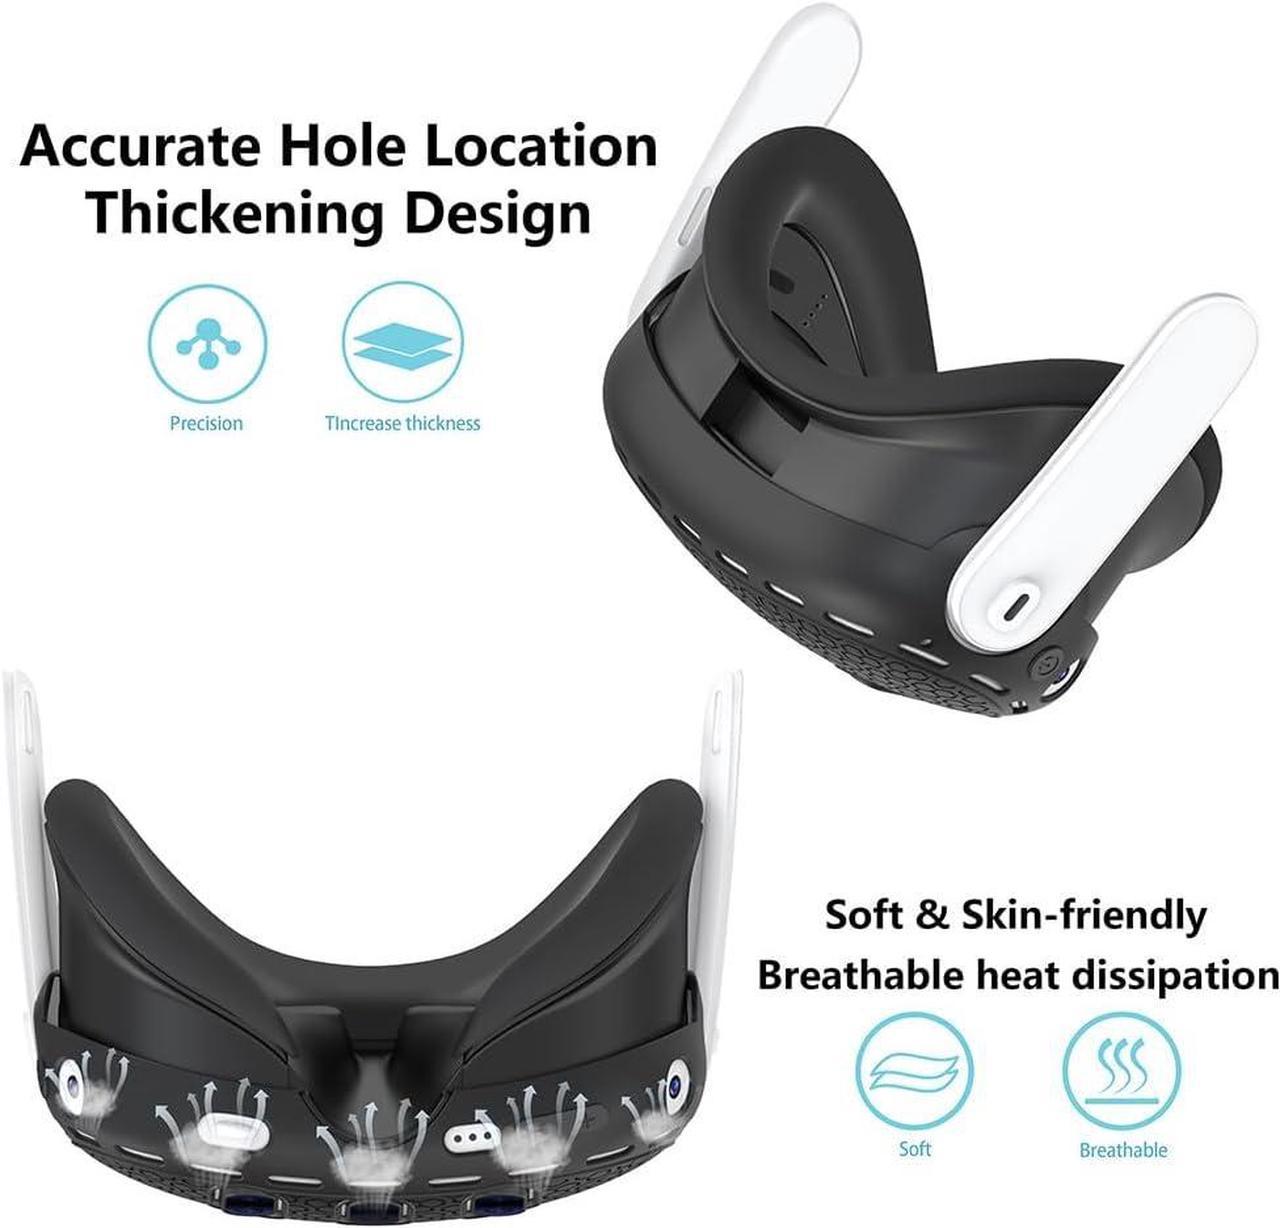 Accurate Hole Location
Thickening Design
Precision
TIncrease thickness
Soft & Skin-friendly
Breathable heat dissipation
Soft
Breathable